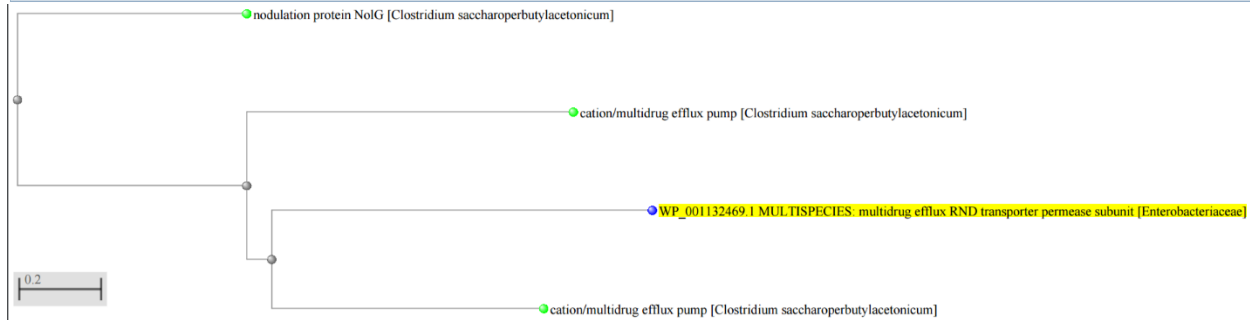 nodulation protein NolG [Clostridium saccharoperbutylacetonicum]
cation/multidrug efflux pump [Clostridium saccharoperbutylacetonicum]
WP_001132469.1 MULTISPECIES: multidrug efflux RND transporter permease subunit [Enterobacteriaceae]
0.2
cation/multidrug efflux pump [Clostridium saccharoperbutylacetonicum]